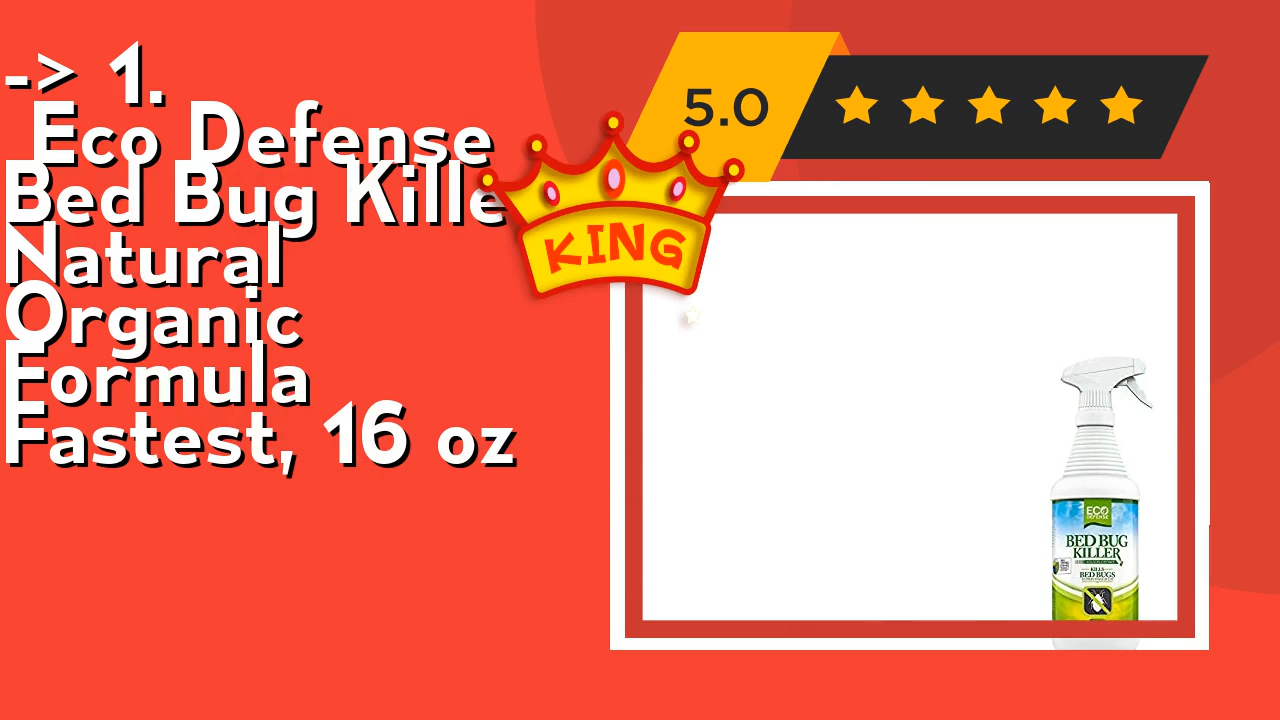 -> 1.
Eco Defense
Bed Bug Kille
Natural
Organic
Formula
Fastest, 16 oz
5.0
KING
ECO
DEFENSE
BED BUG
KILLER
KILLS
BED BUGS